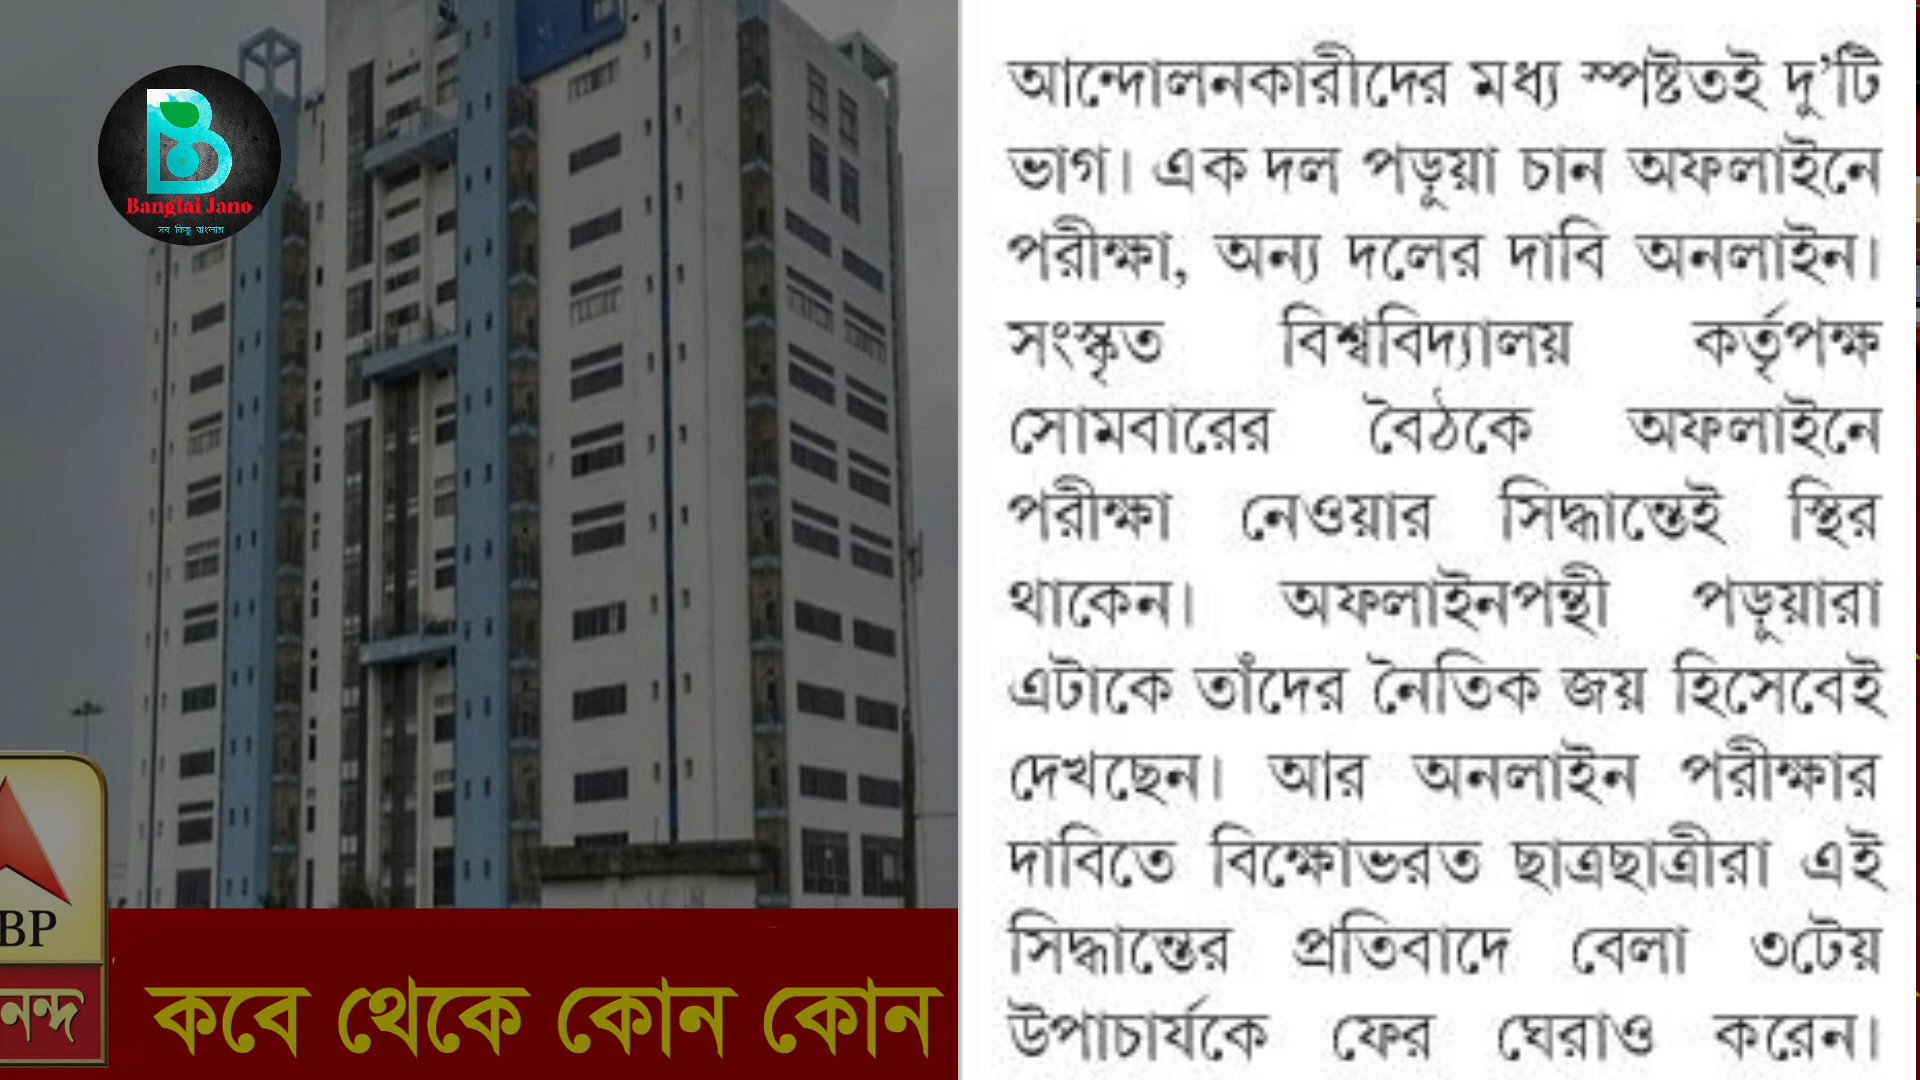 Banglai Jano
সব কিছু বাংলায়
BP
নন্দ
কবে থেকে কোন কোন
আন্দোলনকারীদের মধ্য স্পষ্টতই দু'টি
ভাগ। এক দল পড়ুয়া চান অফলাইনে
পরীক্ষা, অন্য দলের দাবি অনলাইন।
সংস্কৃত বিশ্ববিদ্যালয় কর্তৃপক্ষ
সোমবারের বৈঠকে অফলাইনে
পরীক্ষা নেওয়ার সিদ্ধান্তেই স্থির
থাকেন। অফলাইনপন্থী পড়ুয়ারা
এটাকে তাঁদের নৈতিক জয় হিসেবেই
দেখছেন। আর অনলাইন পরীক্ষার
দাবিতে বিক্ষোভরত ছাত্রছাত্রীরা এই
সিদ্ধান্তের প্রতিবাদে বেলা ৩টেয়
উপাচার্যকে ফের ঘেরাও করেন।